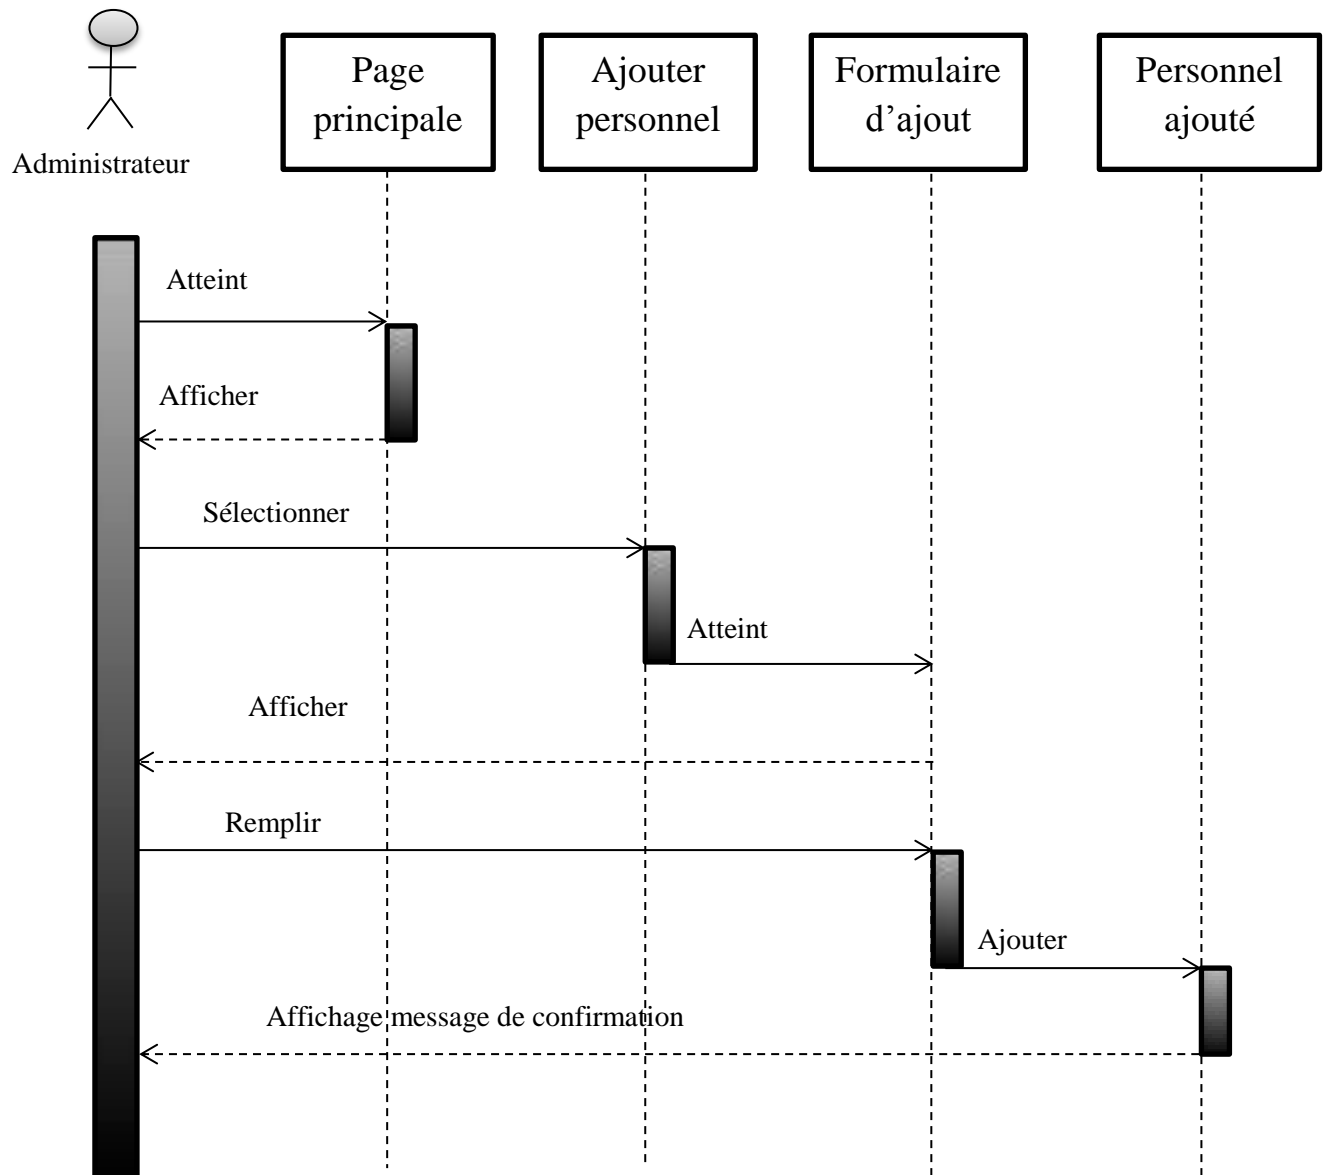 Page
principale
Ajouter
personnel
Formulaire
d’ajout
Personnel
ajouté
Administrateur
Atteint
Afficher
Sélectionner
Atteint
Afficher
Remplir
Ajouter
Affichage message de confirmation